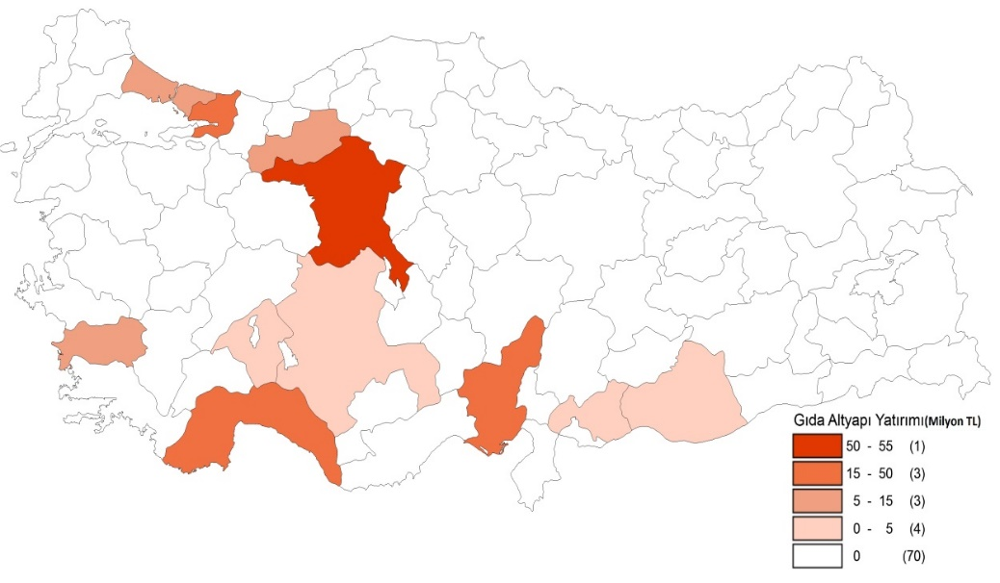 Gıda Altyapı Yatırımı(Milyon TL)
50 - 55 (1)
15 - 50 (3)
5 - 15 (3)
0 - 5 (4)
0 (70)